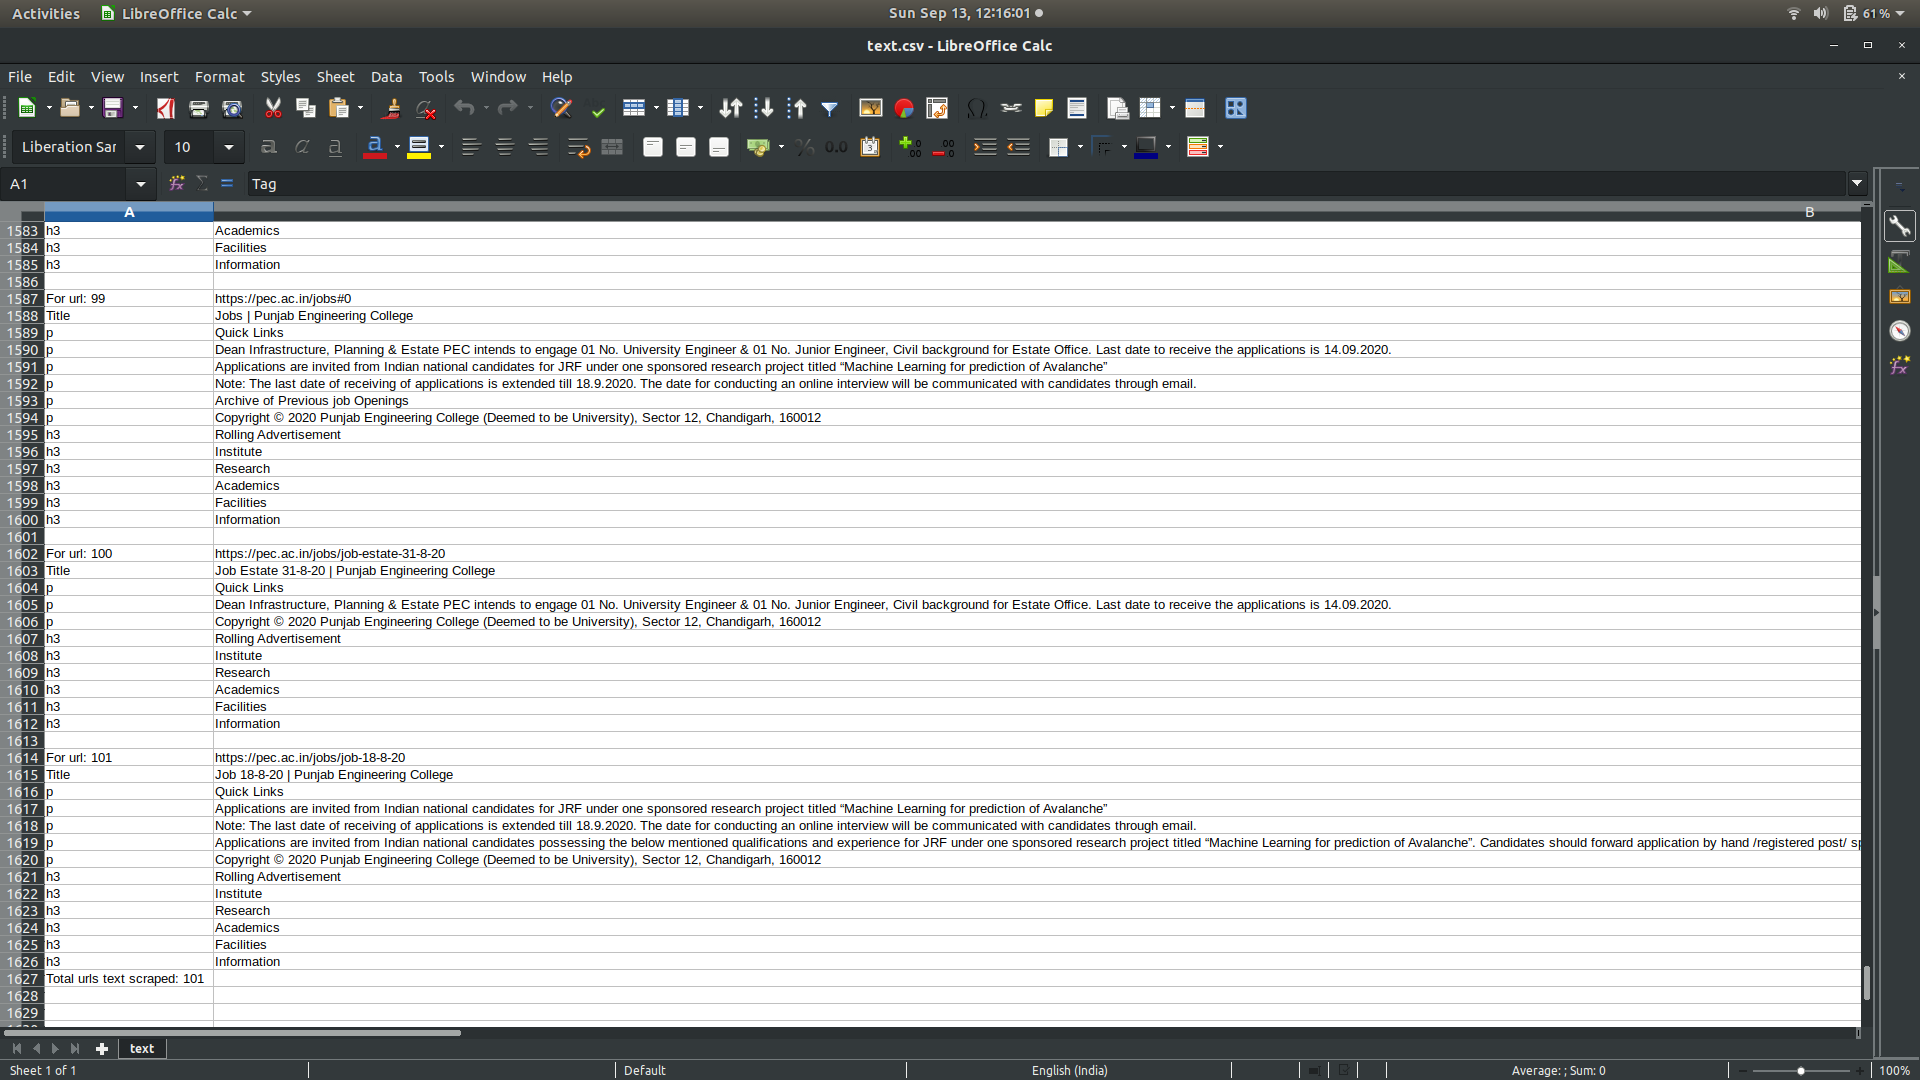 Activities LibreOffice Calc Sun Sep 13, 12:16:01 61 %
text.csv - LibreOffice Calc
File Edit View Insert Format Styles Sheet Data Tools Window Help
Liberation Sar 10
A1 Tag
A B
1583 h3 Academics
1584 h3 Facilities
1585 h3 Information
1586
1587 For url: 99 https://pec.ac.in/jobs#0
1588 Title Jobs | Punjab Engineering College
1589 p Quick Links
1590 p Dean Infrastructure, Planning & Estate PEC intends to engage 01 No. University Engineer & 01 No. Junior Engineer, Civil background for Estate Office. Last date to receive the applications is 14.09.2020.
1591 p Applications are invited from Indian national candidates for JRF under one sponsored research project titled “Machine Learning for prediction of Avalanche”
1592 p Note: The last date of receiving of applications is extended till 18.9.2020. The date for conducting an online interview will be communicated with candidates through email.
1593 p Archive of Previous job Openings
1594 p Copyright © 2020 Punjab Engineering College (Deemed to be University), Sector 12, Chandigarh, 160012
1595 h3 Rolling Advertisement
1596 h3 Institute
1597 h3 Research
1598 h3 Academics
1599 h3 Facilities
1600 h3 Information
1601
1602 For url: 100 https://pec.ac.in/jobs/job-estate-31-8-20
1603 Title Job Estate 31-8-20 | Punjab Engineering College
1604 p Quick Links
1605 p Dean Infrastructure, Planning & Estate PEC intends to engage 01 No. University Engineer & 01 No. Junior Engineer, Civil background for Estate Office. Last date to receive the applications is 14.09.2020.
1606 p Copyright © 2020 Punjab Engineering College (Deemed to be University), Sector 12, Chandigarh, 160012
1607 h3 Rolling Advertisement
1608 h3 Institute
1609 h3 Research
1610 h3 Academics
1611 h3 Facilities
1612 h3 Information
1613
1614 For url: 101 https://pec.ac.in/jobs/job-18-8-20
1615 Title Job 18-8-20 | Punjab Engineering College
1616 p Quick Links
1617 p Applications are invited from Indian national candidates for JRF under one sponsored research project titled “Machine Learning for prediction of Avalanche”
1618 p Note: The last date of receiving of applications is extended till 18.9.2020. The date for conducting an online interview will be communicated with candidates through email.
1619 p Applications are invited from Indian national candidates possessing the below mentioned qualifications and experience for JRF under one sponsored research project titled “Machine Learning for prediction of Avalanche”. Candidates should forward application by hand /registered post/ sp
1620 p Copyright © 2020 Punjab Engineering College (Deemed to be University), Sector 12, Chandigarh, 160012
1621 h3 Rolling Advertisement
1622 h3 Institute
1623 h3 Research
1624 h3 Academics
1625 h3 Facilities
1626 h3 Information
1627 Total urls text scraped: 101
1628
1629
text
Sheet 1 of 1 Default English (India) Average: ; Sum: 0 100%